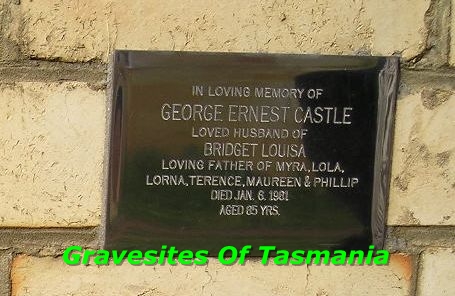 IN LOVING MEMORY OF
GEORGE ERNEST CASTLE
LOVED HUSBAND OF
BRIDGET LOUISA
LOVING FATHER OF MYRA, LOLA,
LORNA, TERENCE, MAUREEN & PHILLIP
DIED JAN. 6. 1981
AGED 85 YRS.
Gravesites Of Tasmania